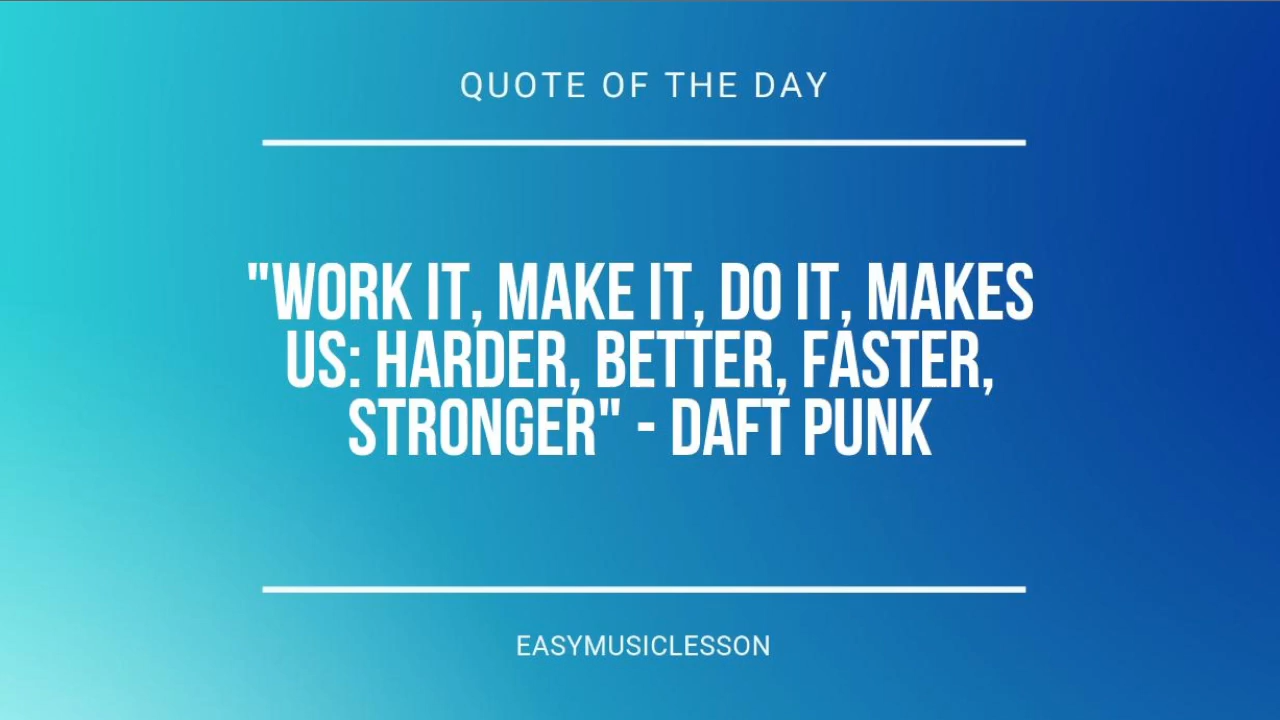 QUOTE OF THE DAY
"WORK IT, MAKE IT, DO IT, MAKES
US: HARDER, BETTER, FASTER,
STRONGER" - DAFT PUNK
EASYMUSICLESSON